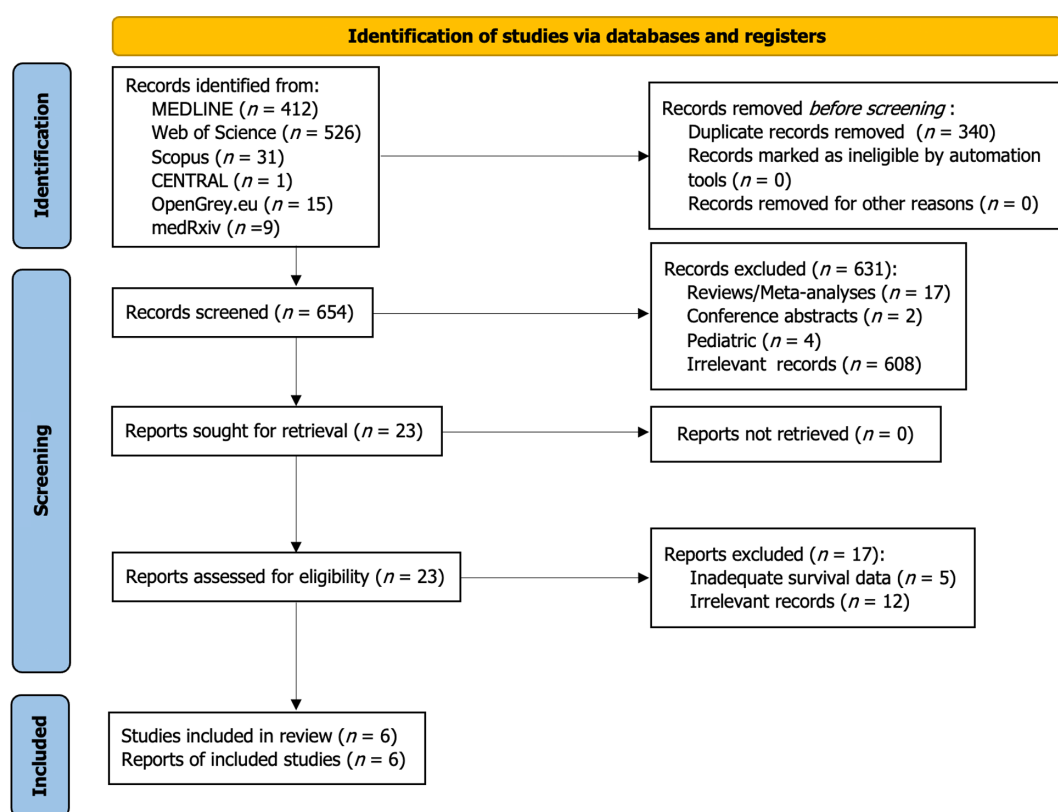 Identification of studies via databases and registers
Identification
Records identified from:
MEDLINE (n = 412)
Web of Science (n = 526)
Scopus (n = 31)
CENTRAL (n = 1)
OpenGrey.eu (n = 15)
medRxiv (n =9)
Records removed before screening :
Duplicate records removed (n = 340)
Records marked as ineligible by automation
tools (n = 0)
Records removed for other reasons (n = 0)
Screening
Records screened (n = 654)
Records excluded (n = 631):
Reviews/Meta-analyses (n = 17)
Conference abstracts (n = 2)
Pediatric (n = 4)
Irrelevant records (n = 608)
Reports sought for retrieval (n = 23)
Reports not retrieved (n = 0)
Reports assessed for eligibility (n = 23)
Reports excluded (n = 17):
Inadequate survival data (n = 5)
Irrelevant records (n = 12)
Included
Studies included in review (n = 6)
Reports of included studies (n = 6)